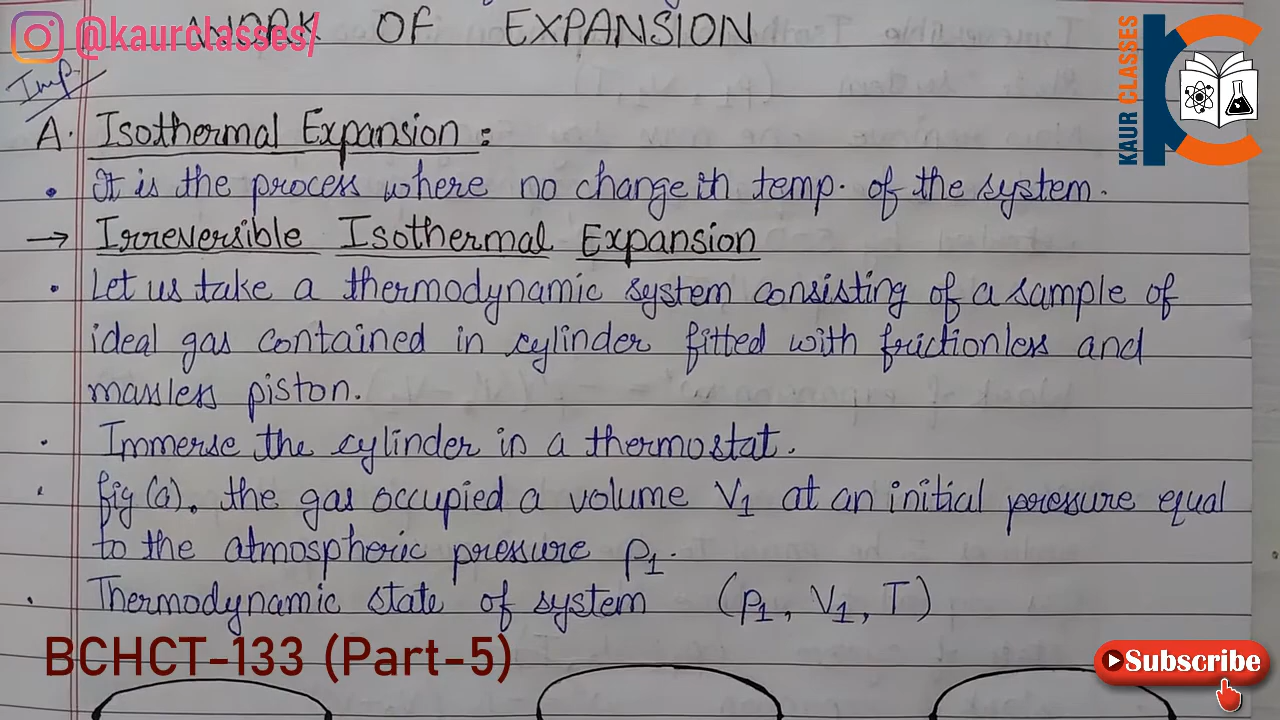 @kaurclasses/
WORK OF EXPANSION
KAUR CLASSES
Imp.
A. Isothermal Expansion:
• It is the process where no change in temp. of the system.
→ Irreversible Isothermal Expansion
• Let us take a thermodynamic system consisting of a sample of
ideal gas contained in cylinder fitted with frictionless and
massless piston.
• Immerse the cylinder in a thermostat.
• fig (a). the gas occupied a volume V1 at an initial pressure equal
to the atmospheric pressure p1.
• Thermodynamic state of system (p1, V1, T)
BCHCT-133 (Part-5)
Subscribe